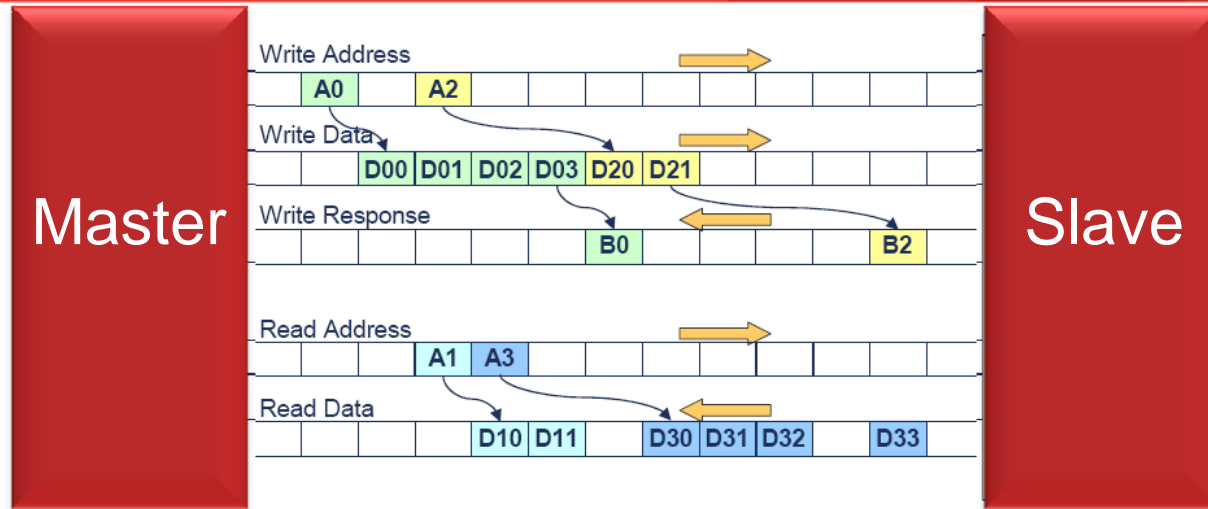 Master
Write Address
A0 A2
Write Data
D00 D01 D02 D03 D20 D21
Write Response
B0 B2
Read Address
A1 A3
Read Data
D10 D11 D30 D31 D32 D33
Slave